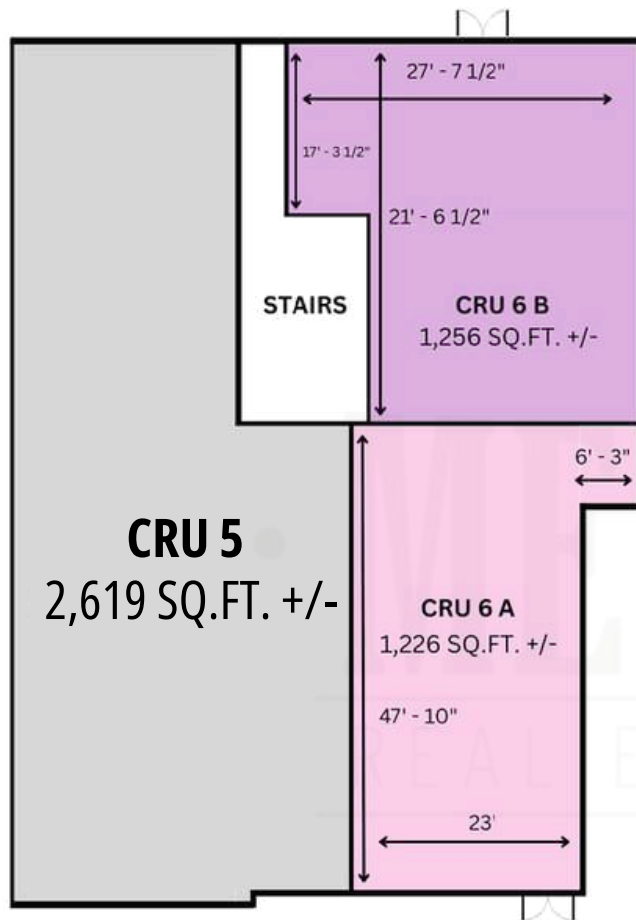 27' - 7 1/2"
17' - 3 1/2"
21' - 6 1/2"
STAIRS
CRU 6 B
1,256 SQ.FT. +/-
6' - 3"
CRU 5
2,619 SQ.FT. +/-
CRU 6 A
1,226 SQ.FT. +/-
47' - 10"
23'
REAL E